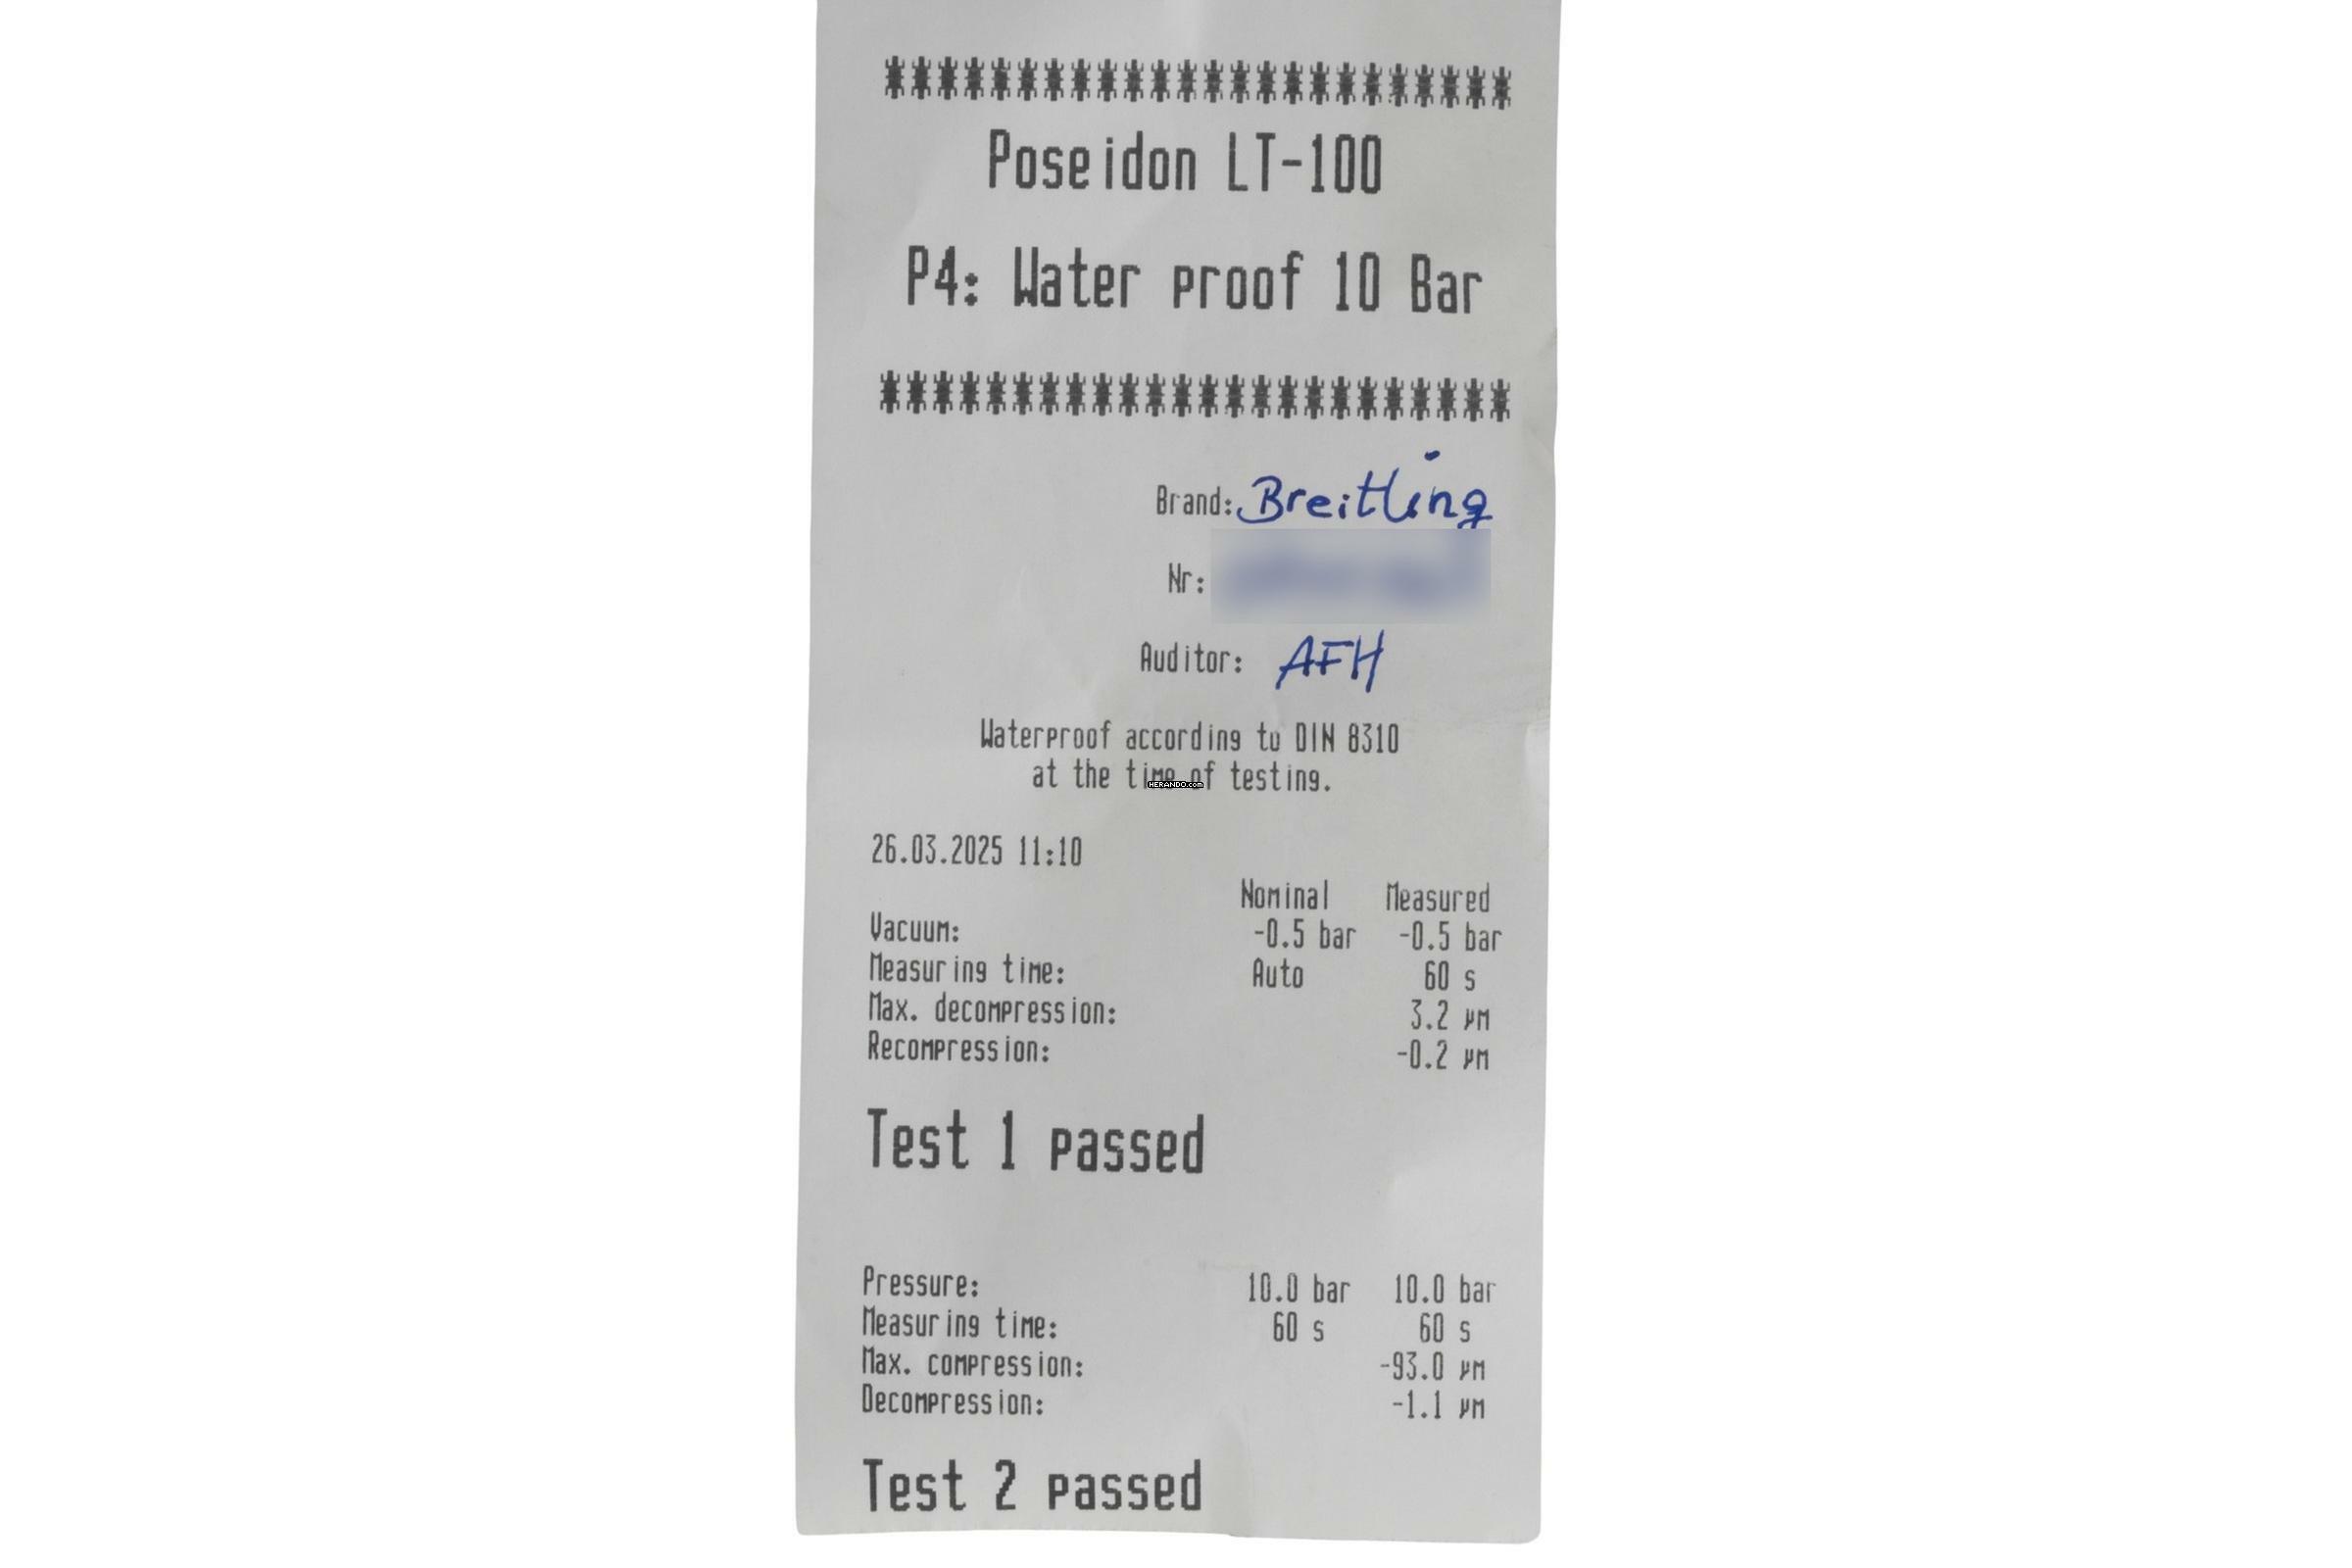 ************************
Poseidon LT-100
P4: Water proof 10 Bar
************************
Brand: Breitling
Nr:
Auditor: AFH
Waterproof according to DIN 8310
at the time of testing.
HERANDO.com
26.03.2025 11:10
Nominal Measured
Vacuum: -0.5 bar -0.5 bar
Measuring time: Auto 60 s
Max. decompression: 3.2 µm
Recompression: -0.2 µm
Test 1 passed
Pressure: 10.0 bar 10.0 bar
Measuring time: 60 s 60 s
Max. compression: -93.0 µm
Decompression: -1.1 µm
Test 2 passed